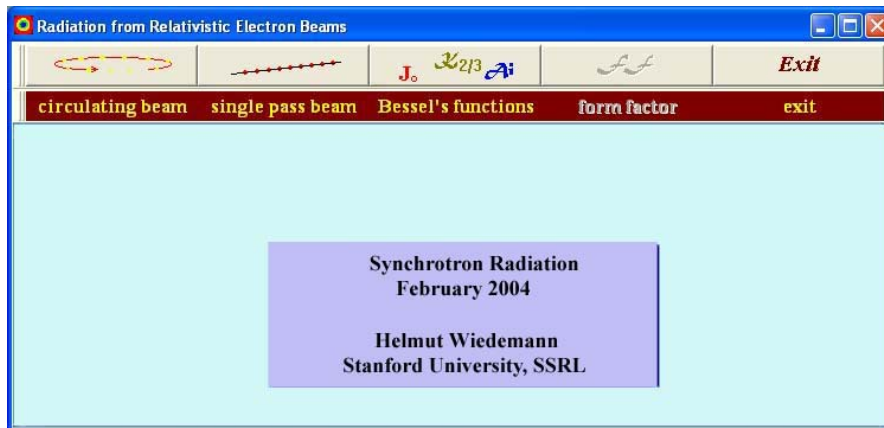 Radiation from Relativistic Electron Beams
J₀ K2/3 Ai ff Exit
circulating beam single pass beam Bessel's functions form factor exit
Synchrotron Radiation
February 2004
Helmut Wiedemann
Stanford University, SSRL